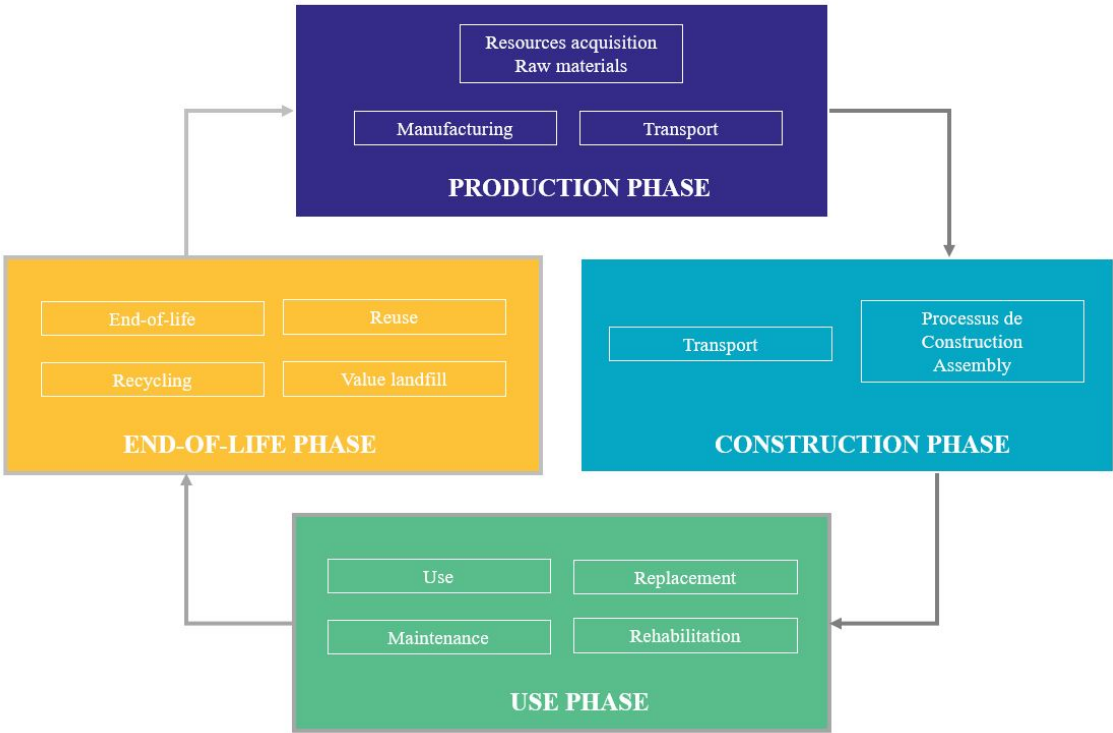 Resources acquisition
Raw materials
Manufacturing
Transport
PRODUCTION PHASE
End-of-life
Reuse
Recycling
Value landfill
END-OF-LIFE PHASE
Transport
Processus de
Construction
Assembly
CONSTRUCTION PHASE
Use
Replacement
Maintenance
Rehabilitation
USE PHASE